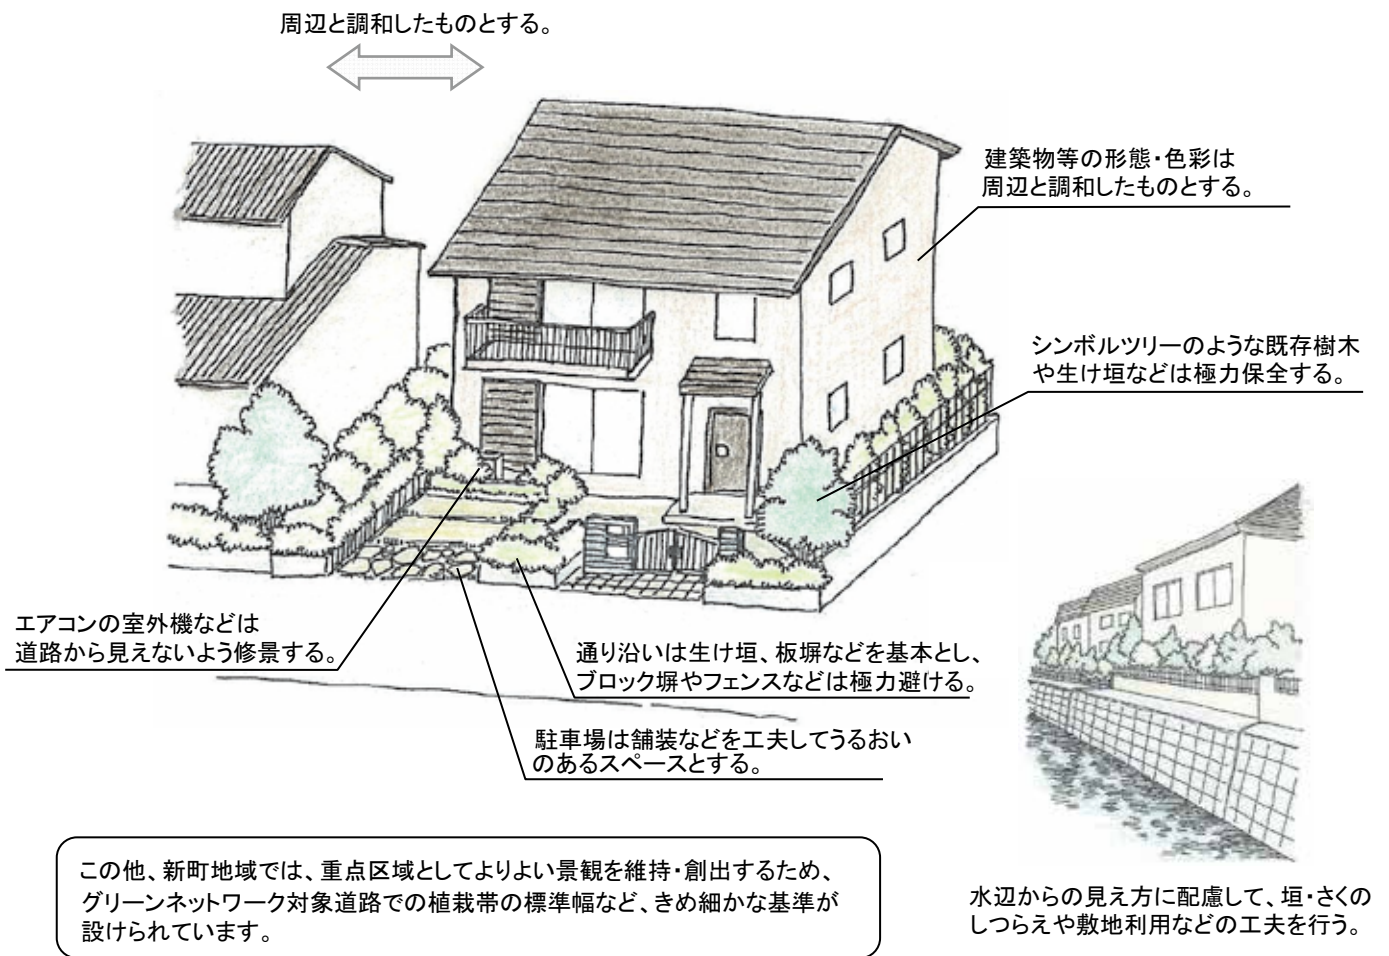 周辺と調和したものとする。
建築物等の形態・色彩は
周辺と調和したものとする。
シンボルツリーのような既存樹木
や生け垣などは極力保全する。
エアコンの室外機などは
道路から見えないよう修景する。
通り沿いは生け垣、板塀などを基本とし、
ブロック塀やフェンスなどは極力避ける。
駐車場は舗装などを工夫してうるおい
のあるスペースとする。
この他、新町地域では、重点区域としてよりよい景観を維持・創出するため、
グリーンネットワーク対象道路での植栽帯の標準幅など、きめ細かな基準が
設けられています。
水辺からの見え方に配慮して、垣・さくの
しつらえや敷地利用などの工夫を行う。